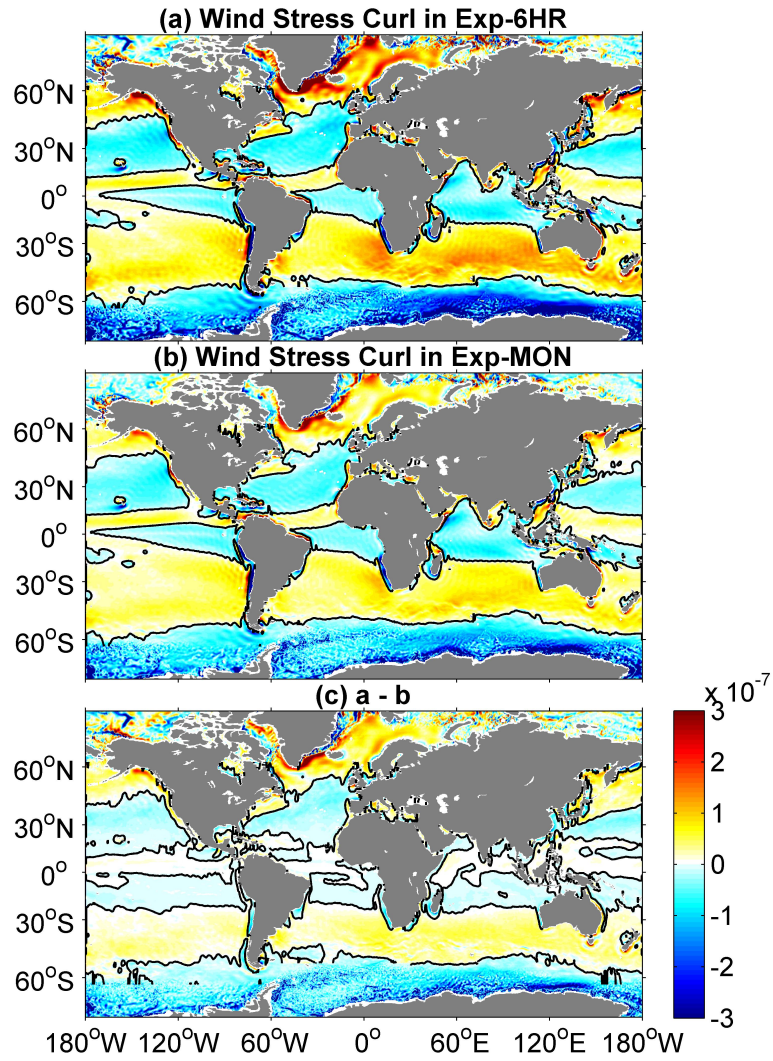 (a) Wind Stress Curl in Exp-6HR
60°N
30°N
0°
30°S
60°S
(b) Wind Stress Curl in Exp-MON
60°N
30°N
0°
30°S
60°S
(c) a - b
x 10⁻⁷
60°N
30°N
0°
30°S
60°S
3
2
1
0
-1
-2
-3
180°W 120°W 60°W 0° 60°E 120°E 180°W